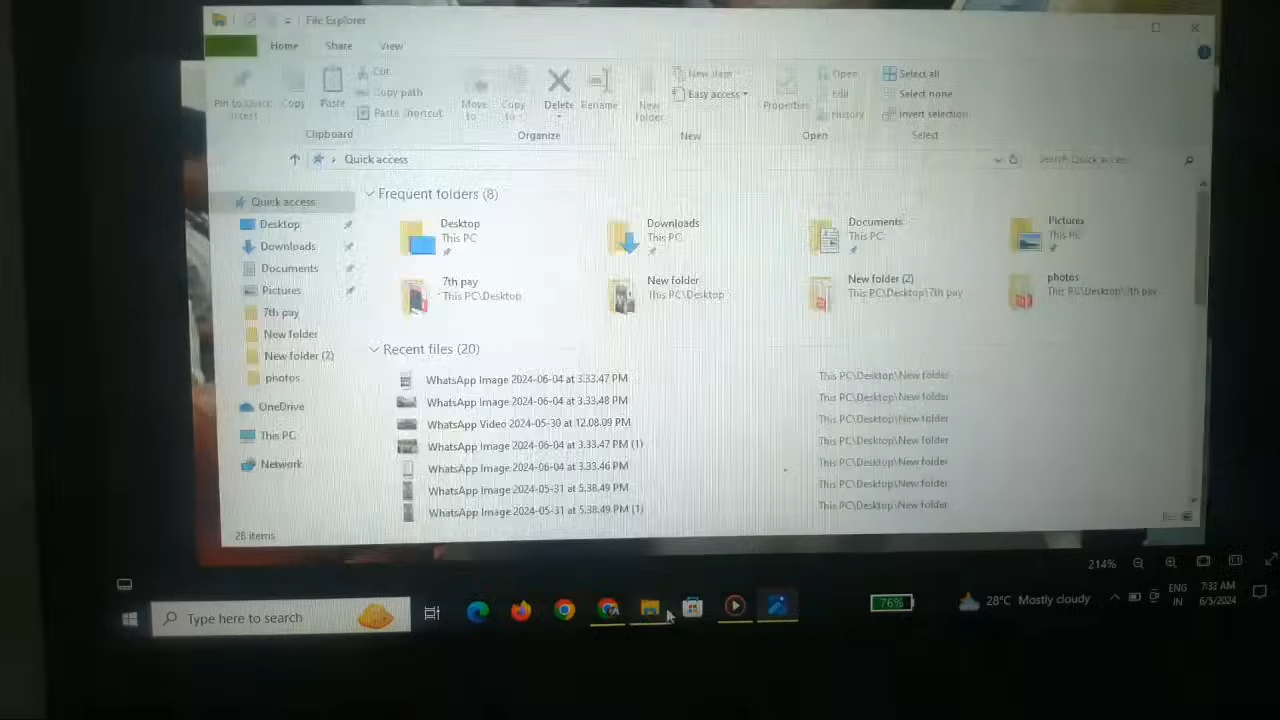 File Explorer
Home Share View
Pin to Quick access
Copy
Paste
Cut
Copy path
Paste shortcut
Clipboard
Move to
Copy to
Delete
Rename
Organize
New folder
New item
Easy access
New
Properties
Open
Edit
History
Open
Select all
Select none
Invert selection
Select
Quick access
Search Quick access
Quick access
Desktop
Downloads
Documents
Pictures
7th pay
New folder
New folder (2)
photos
OneDrive
This PC
Network
Frequent folders (8)
Desktop
This PC
Downloads
This PC
Documents
This PC
Pictures
This PC
7th pay
This PC\Desktop
New folder
This PC\Desktop
New folder (2)
This PC\Desktop\7th pay
photos
This PC\Desktop\7th pay
Recent files (20)
WhatsApp Image 2024-06-04 at 3.33.47 PM This PC\Desktop\New folder
WhatsApp Image 2024-06-04 at 3.33.48 PM This PC\Desktop\New folder
WhatsApp Video 2024-05-30 at 12.08.09 PM This PC\Desktop\New folder
WhatsApp Image 2024-06-04 at 3.33.47 PM (1) This PC\Desktop\New folder
WhatsApp Image 2024-06-04 at 3.33.46 PM This PC\Desktop\New folder
WhatsApp Image 2024-05-31 at 5.38.49 PM This PC\Desktop\New folder
WhatsApp Image 2024-05-31 at 5.38.49 PM (1) This PC\Desktop\New folder
28 items
214%
Type here to search
76%
28°C Mostly cloudy
ENG
IN
7:32 AM
6/5/2024